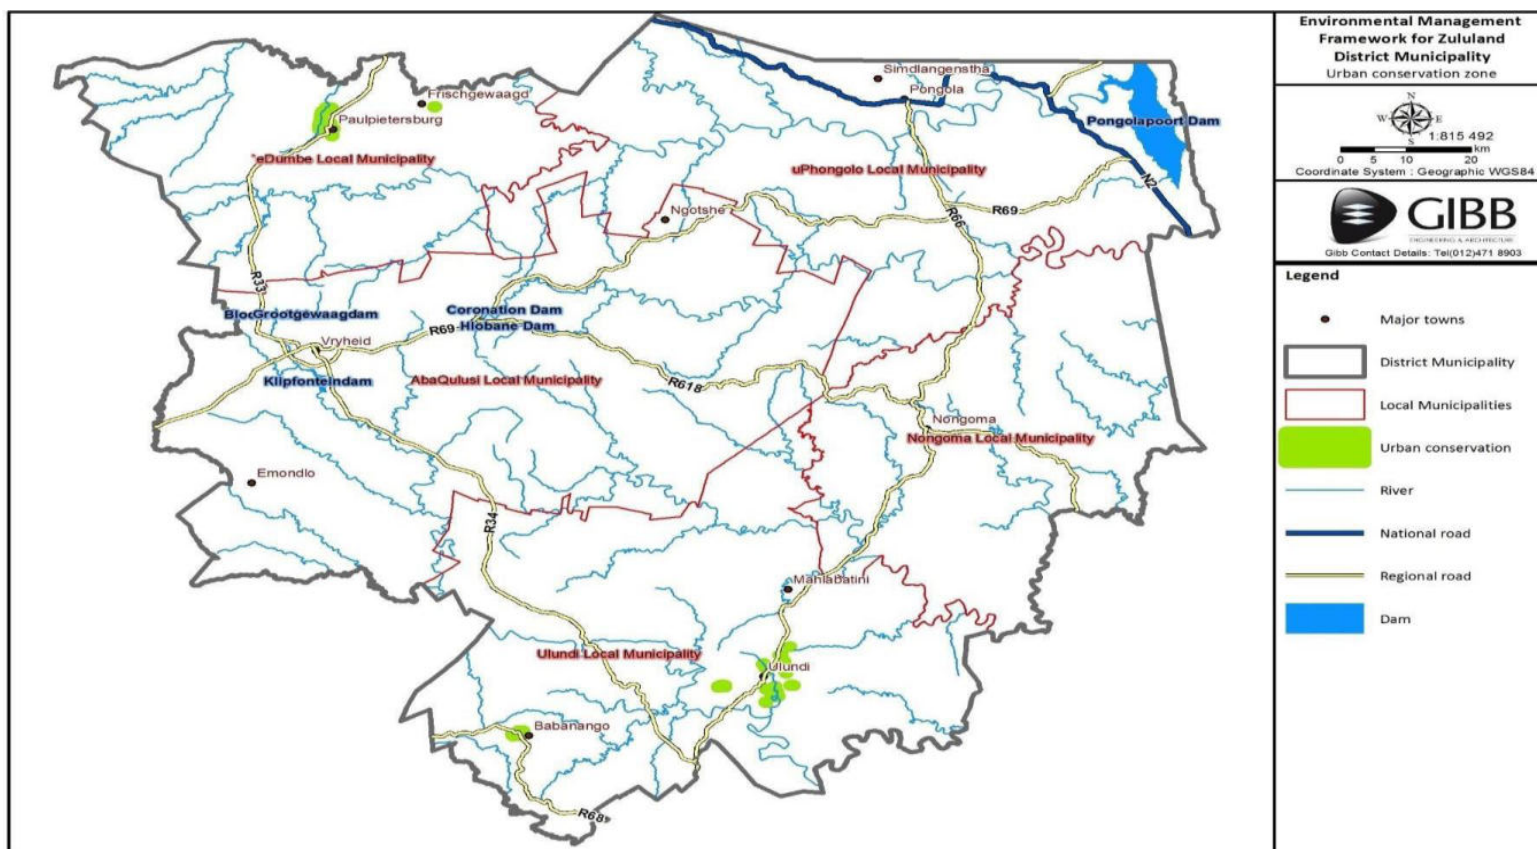 Environmental Management
Framework for Zululand
District Municipality
Urban conservation zone
N
W E
S
1:815 492
km
0 5 10 20
Coordinate System : Geographic WGS84
GIBB
ENGINEERING & ARCHITECTURE
Gibb Contact Details: Tel(012)471 8903
Legend
Major towns
District Municipality
Local Municipalities
Urban conservation
River
National road
Regional road
Dam
Simdlangenstha
Frischgewaagd
Pongola
Paulpietersburg
Pongolapoort Dam
eDumbe Local Municipality
uPhongolo Local Municipality
N2
Ngotshe
R66
R69
R33
Coronation Dam
Grootgewaagdam
R69
Hlobane Dam
Vryheid
Klipfonteindam
AbaQulusi Local Municipality
R618
Nongoma
Nongoma Local Municipality
Emondlo
R34
Mahlabatini
Ulundi Local Municipality
Ulundi
Babanango
R68